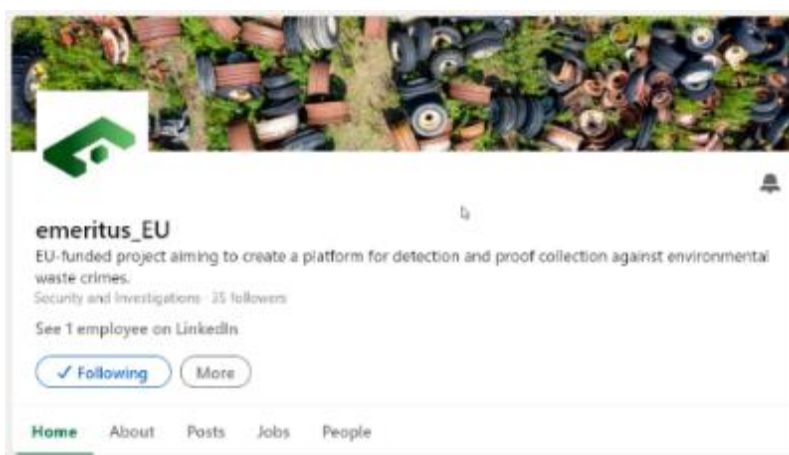 emeritus_EU
EU-funded project aiming to create a platform for detection and proof collection against environmental
waste crimes.
Security and Investigations · 35 followers
See 1 employee on LinkedIn
✓ Following More
Home About Posts Jobs People